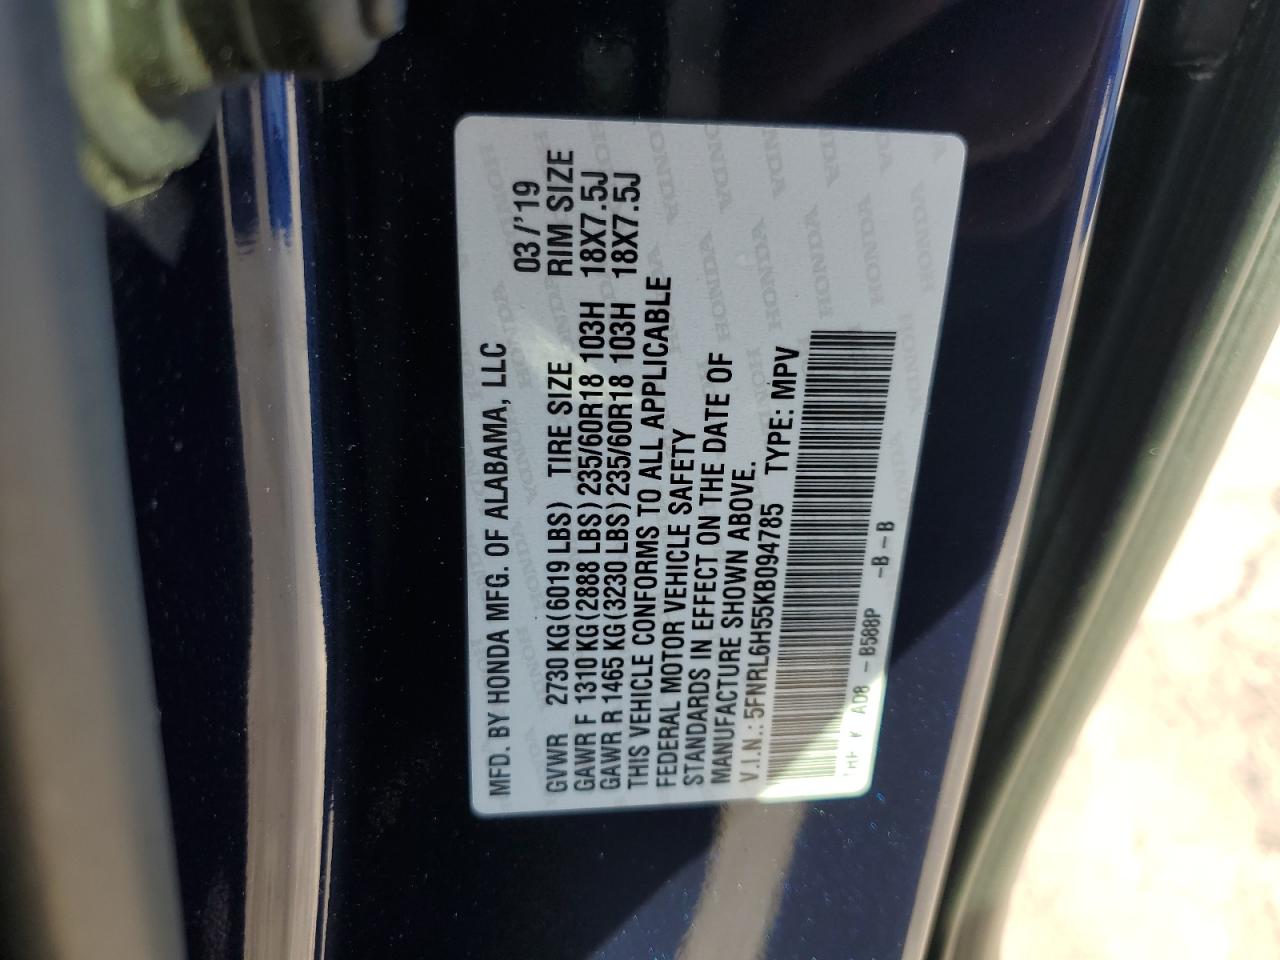 MFD. BY HONDA MFG. OF ALABAMA, LLC 03/'19
GVWR 2730 KG(6019 LBS) TIRE SIZE RIM SIZE
GAWR F 1310 KG(2888 LBS)235/60R18 103H 18X7.5J
GAWR R 1465 KG(3230 LBS)235/60R18 103H 18X7.5J
THIS VEHICLE CONFORMS TO ALL APPLICABLE
FEDERAL MOTOR VEHICLE SAFETY
STANDARDS IN EFFECT ON THE DATE OF
MANUFACTURE SHOWN ABOVE.
V.I.N.: 5FNRL6H55KB094785 TYPE: MPV
A08 - B588P -B-B